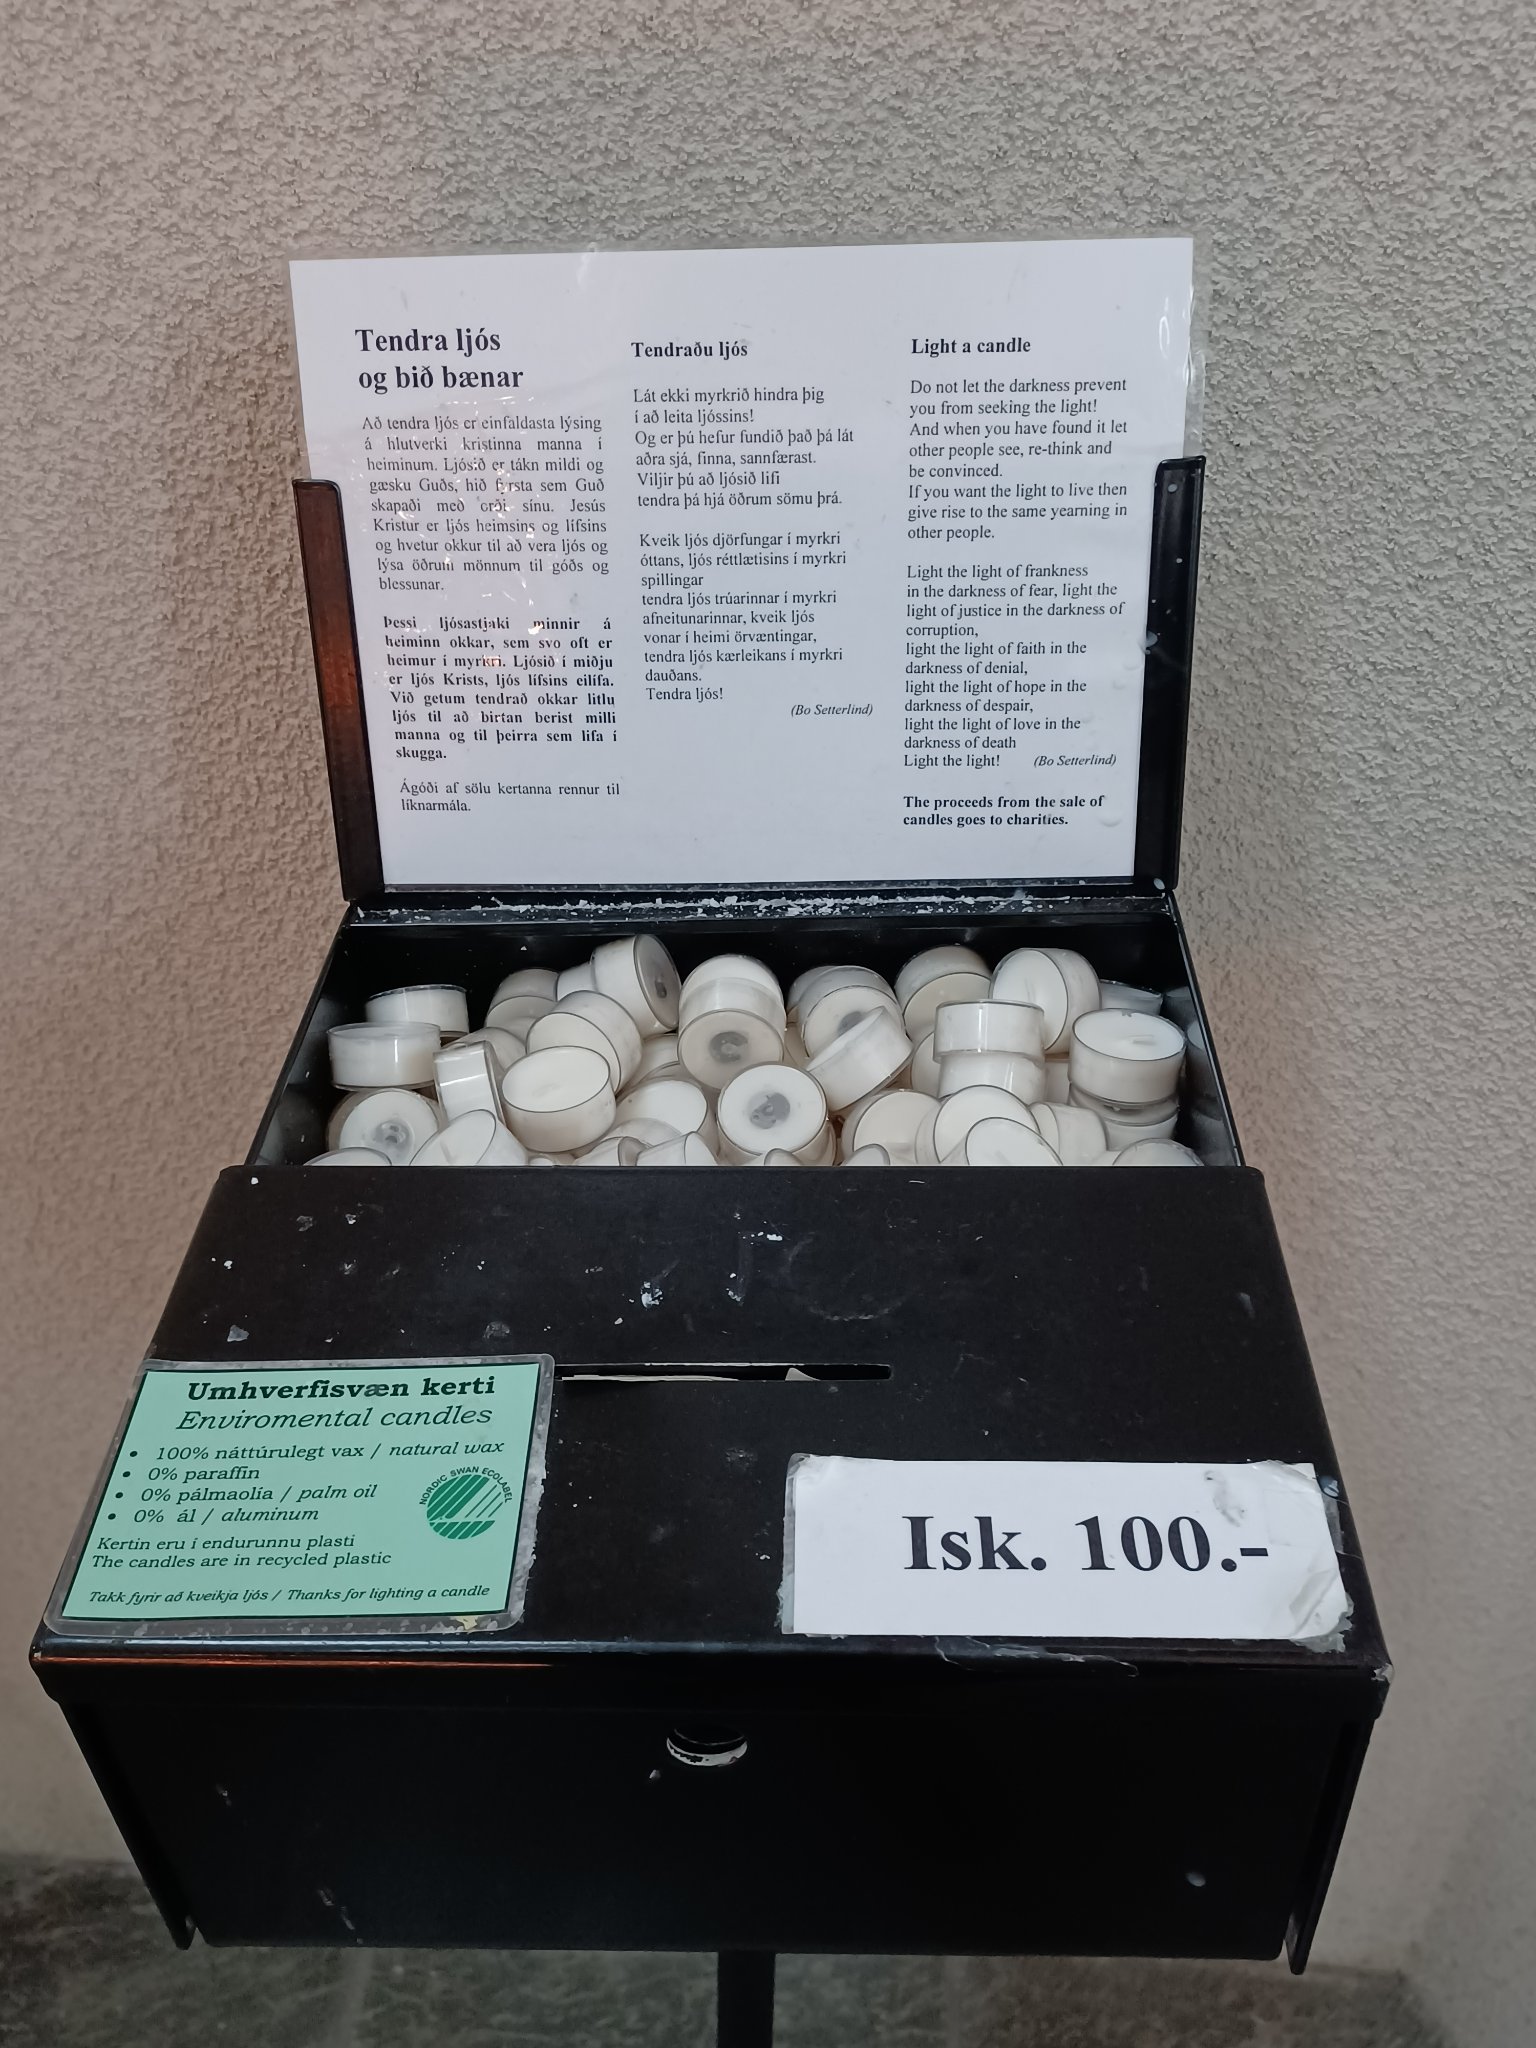 Tendra ljós
og bið bænar
Að tendra ljós er einfaldasta lýsing
á hlutverki kristinna manna í
heiminum. Ljósið er tákn mildi og
gæsku Guðs, hið fyrsta sem Guð
skapaði með orði sínu. Jesús
Kristur er ljós heimsins og lífsins
og hvetur okkur til að vera ljós og
lýsa öðrum mönnum til góðs og
blessunar.
Þessi ljósastjaki minnir á
heiminn okkar, sem svo oft er
heimur í myrkri. Ljósið í miðju
er ljós Krists, ljós lífsins eilífa.
Við getum tendrað okkar litlu
ljós til að birtan berist milli
manna og til þeirra sem lifa í
skugga.
Ágóði af sölu kertanna rennur til
líknarmála.
Tendraðu ljós
Lát ekki myrkrið hindra þig
í að leita ljóssins!
Og er þú hefur fundið það þá lát
aðra sjá, finna, sannfærast.
Viljir þú að ljósið lifi
tendra þá hjá öðrum sömu þrá.
Kveik ljós djörfungar í myrkri
óttans, ljós réttlætisins í myrkri
spillingar
tendra ljós trúarinnar í myrkri
afneitunarinnar, kveik ljós
vonar í heimi örvæntingar,
tendra ljós kærleikans í myrkri
dauðans.
Tendra ljós!
(Bo Setterlind)
Light a candle
Do not let the darkness prevent
you from seeking the light!
And when you have found it let
other people see, re-think and
be convinced.
If you want the light to live then
give rise to the same yearning in
other people.
Light the light of frankness
in the darkness of fear, light the
light of justice in the darkness of
corruption,
light the light of faith in the
darkness of denial,
light the light of hope in the
darkness of despair,
light the light of love in the
darkness of death
Light the light! (Bo Setterlind)
The proceeds from the sale of
candles goes to charities.
Umhverfisvæn kerti
Enviromental candles
• 100% náttúrulegt vax / natural wax
• 0% paraffin
• 0% pálmaolía / palm oil
• 0% ál / aluminum
NORDIC SWAN ECOLABEL
Kertin eru í endurunnu plasti
The candles are in recycled plastic
Takk fyrir að kveikja ljós / Thanks for lighting a candle
Isk. 100.-